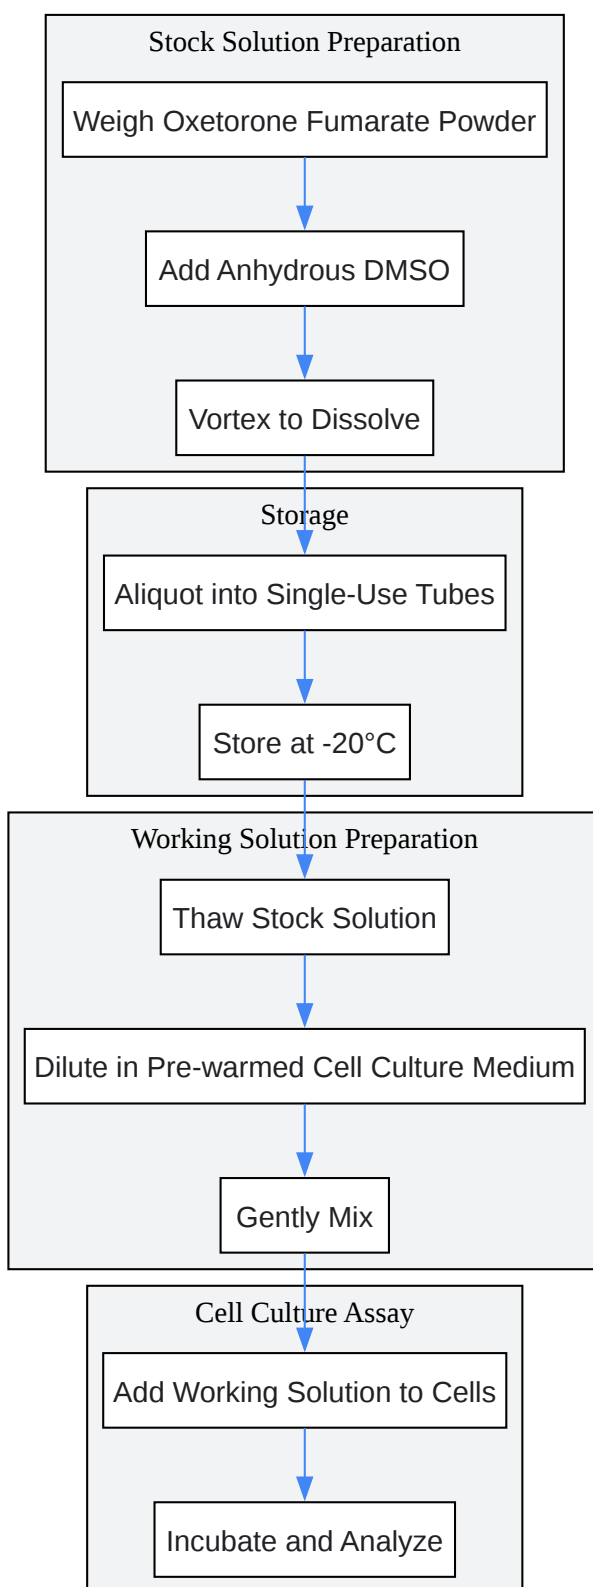 Stock Solution Preparation
Weigh Oxetorone Fumarate Powder
Add Anhydrous DMSO
Vortex to Dissolve
Storage
Aliquot into Single-Use Tubes
Store at -20°C
Working Solution Preparation
Thaw Stock Solution
Dilute in Pre-warmed Cell Culture Medium
Gently Mix
Cell Culture Assay
Add Working Solution to Cells
Incubate and Analyze